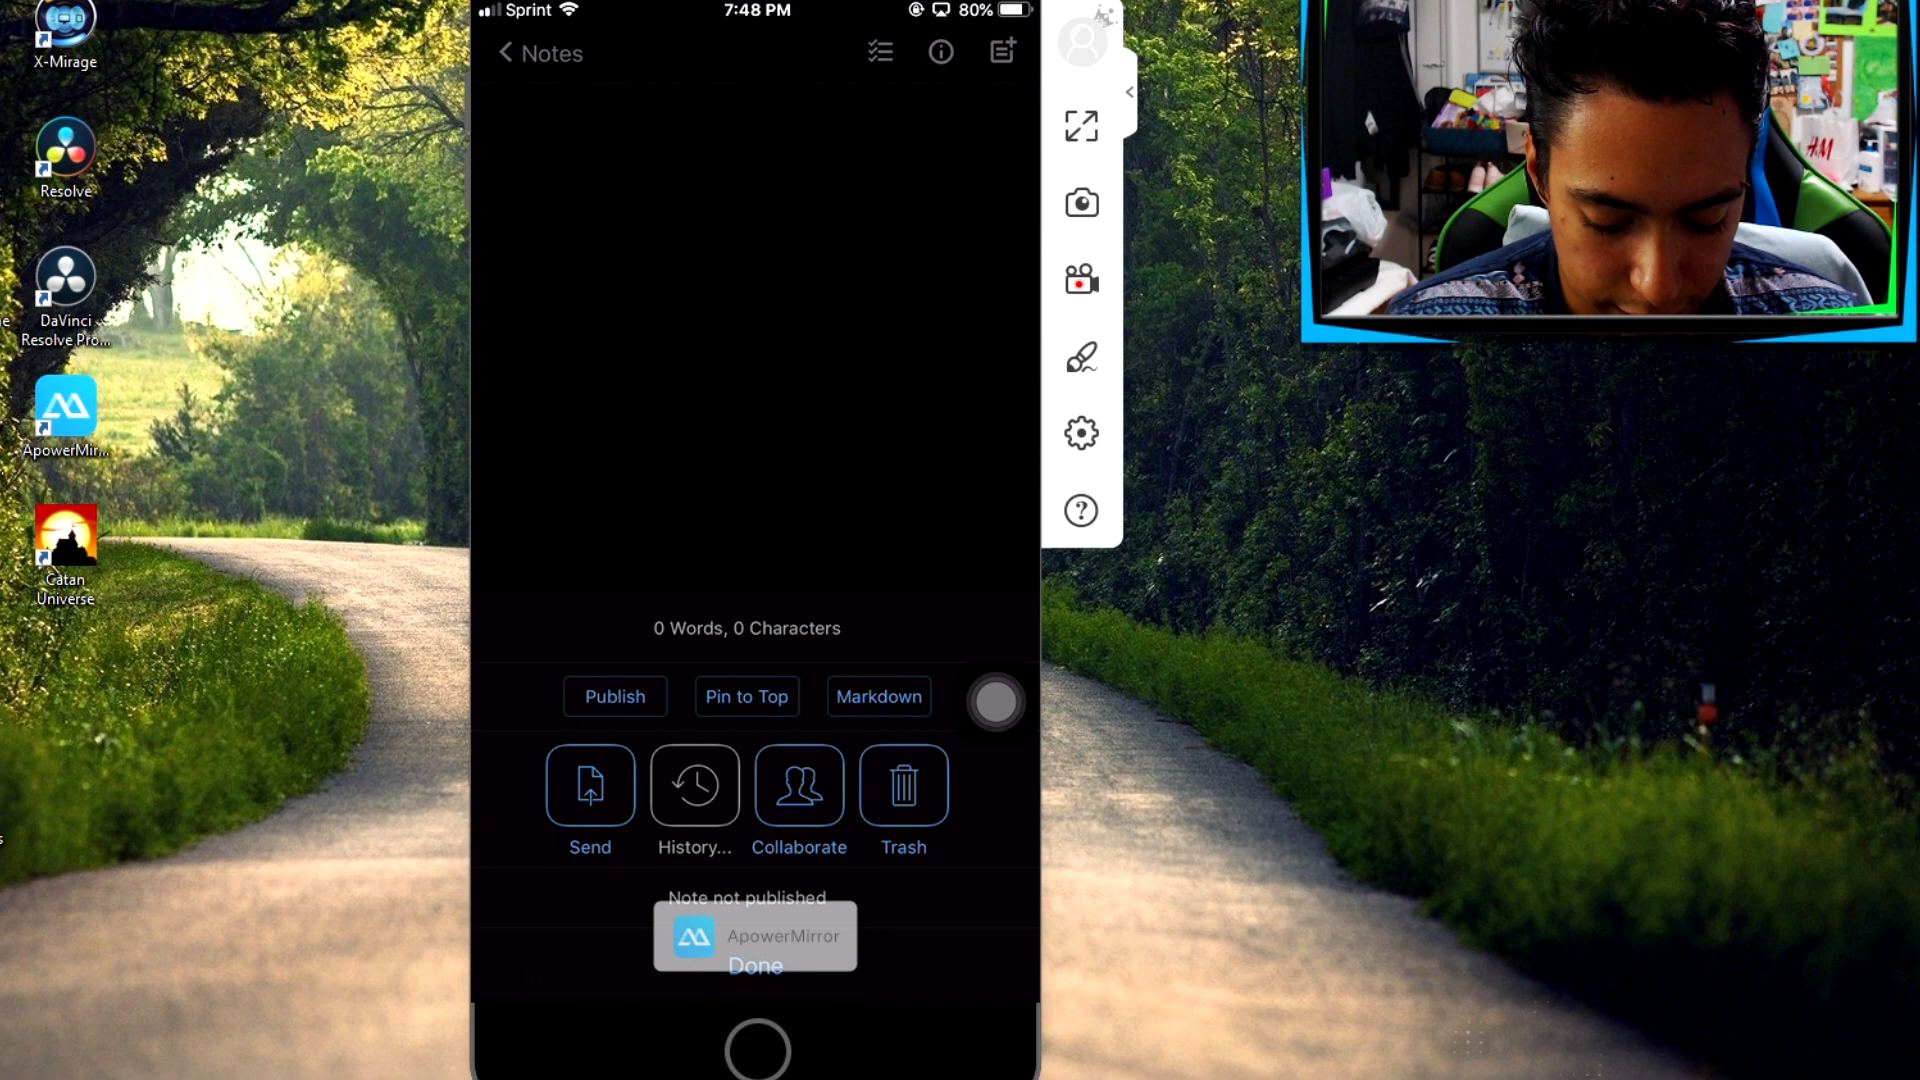 X-Mirage
Resolve
DaVinci
Resolve Pro...
ApowerMir...
Catan
Universe
Sprint
7:48 PM
80%
Notes
0 Words, 0 Characters
Publish
Pin to Top
Markdown
Send
History...
Collaborate
Trash
Note not published
ApowerMirror
Done
H&M